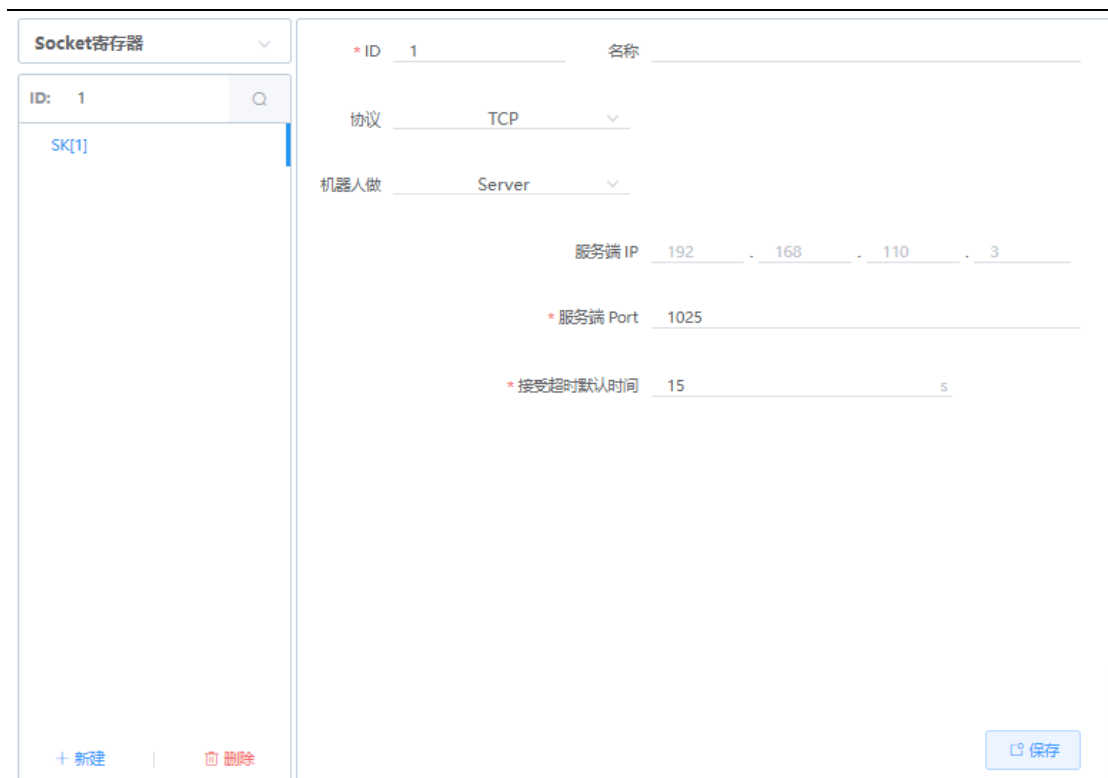 Socket寄存器
ID: 1
SK[1]
+ 新建
删除
* ID 1 名称
协议 TCP
机器人做 Server
服务端 IP 192 . 168 . 110 . 3
* 服务端 Port 1025
* 接受超时默认时间 15 s
保存